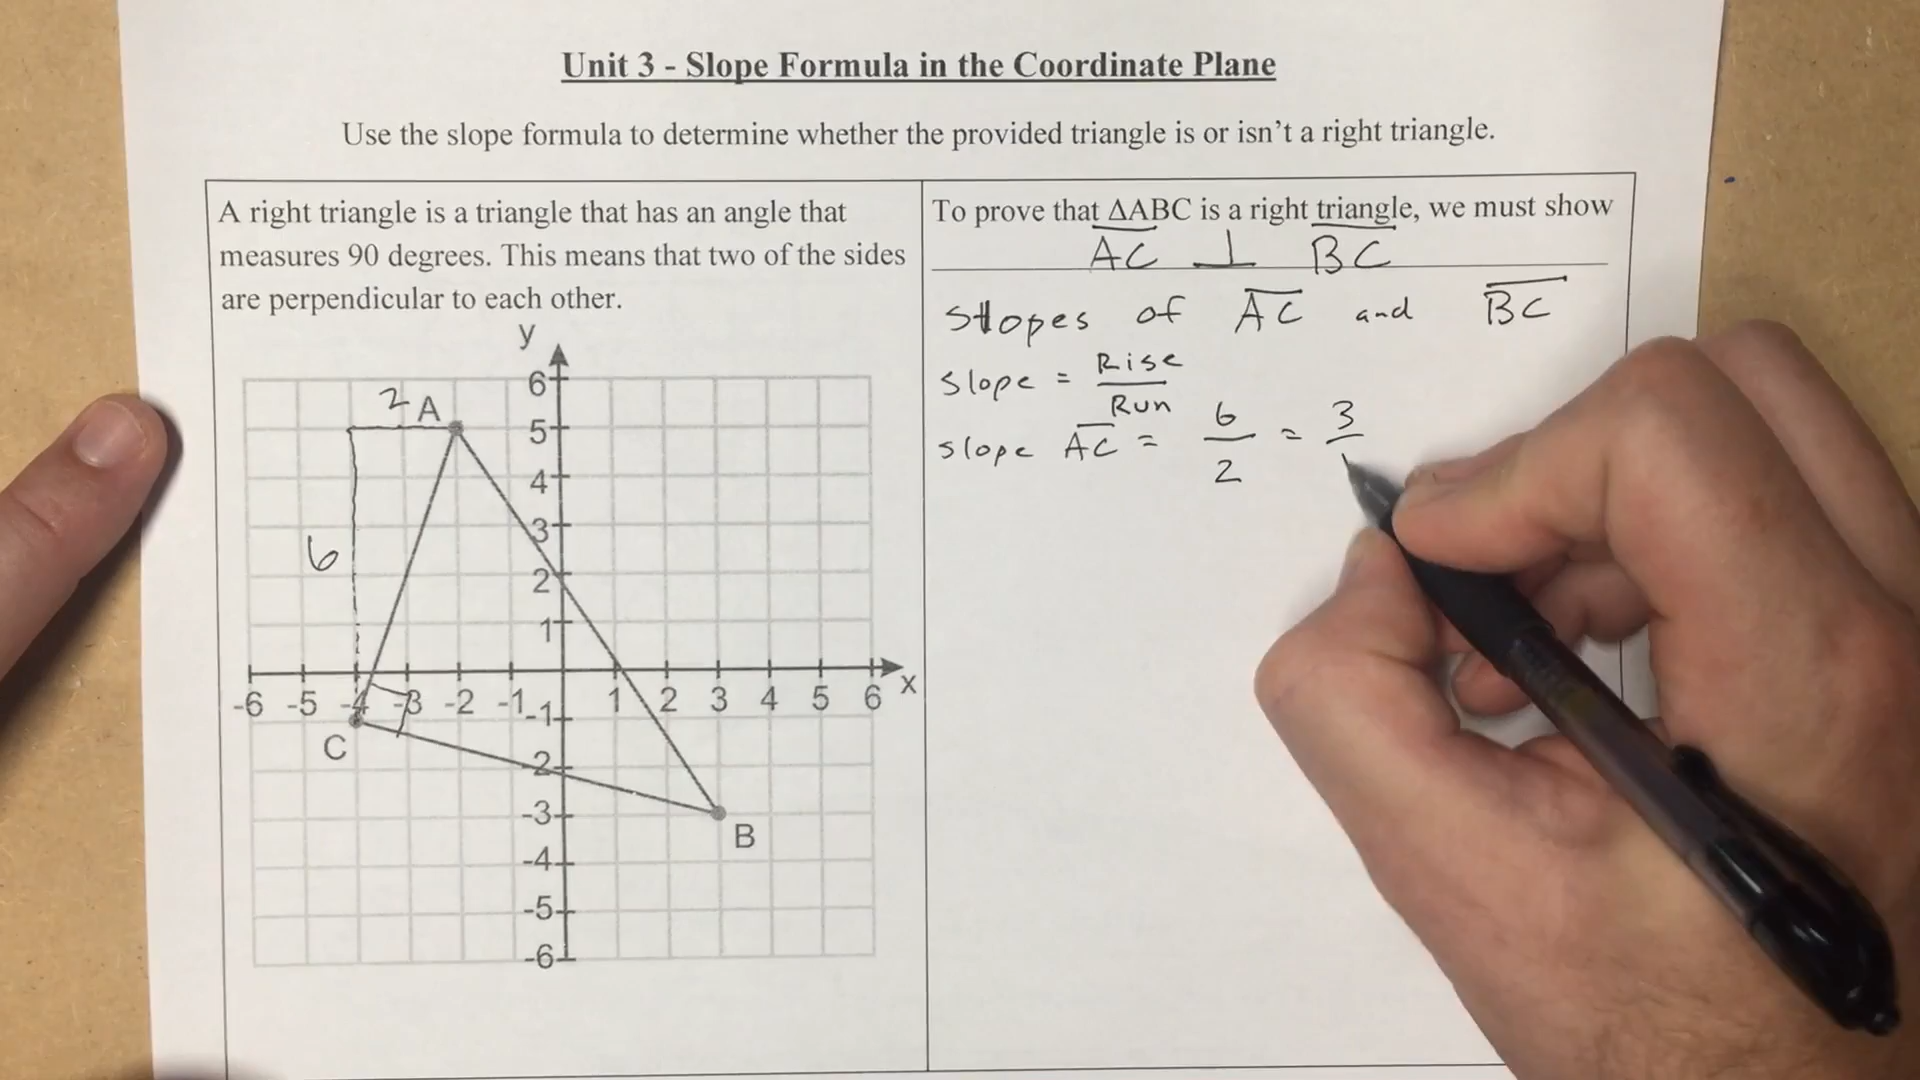 Unit 3 - Slope Formula in the Coordinate Plane
Use the slope formula to determine whether the provided triangle is or isn't a right triangle.
A right triangle is a triangle that has an angle that
measures 90 degrees. This means that two of the sides
are perpendicular to each other.
y
6
2 A
5
4
3
6
2
1
-6 -5 -4 -3 -2 -1 1 2 3 4 5 6 x
-1
C
-2
-3
B
-4
-5
-6
To prove that ΔABC is a right triangle, we must show
AC ⊥ BC
Slopes of AC and BC
Slope = Rise
Run
slope AC = 6/2 = 3/